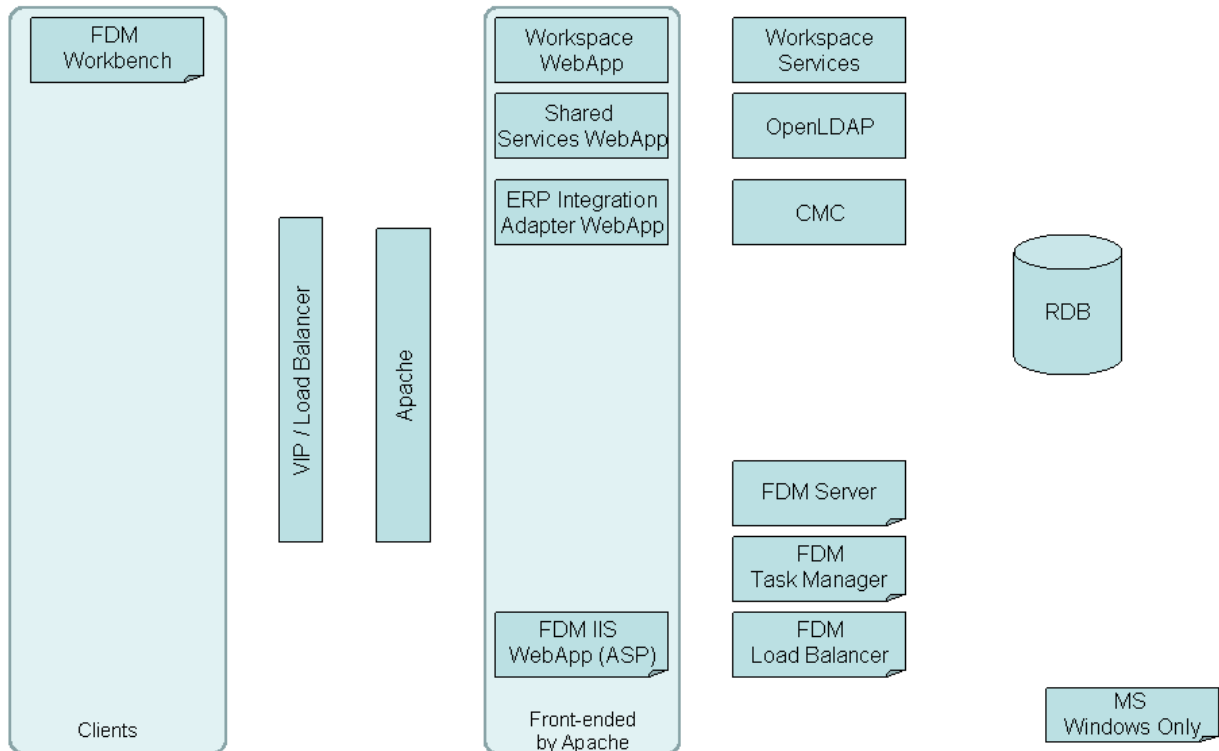 FDM
Workbench
Clients
VIP / Load Balancer
Apache
Workspace
WebApp
Shared
Services WebApp
ERP Integration
Adapter WebApp
FDM IIS
WebApp (ASP)
Front-ended
by Apache
Workspace
Services
OpenLDAP
CMC
FDM Server
FDM
Task Manager
FDM
Load Balancer
RDB
MS
Windows Only